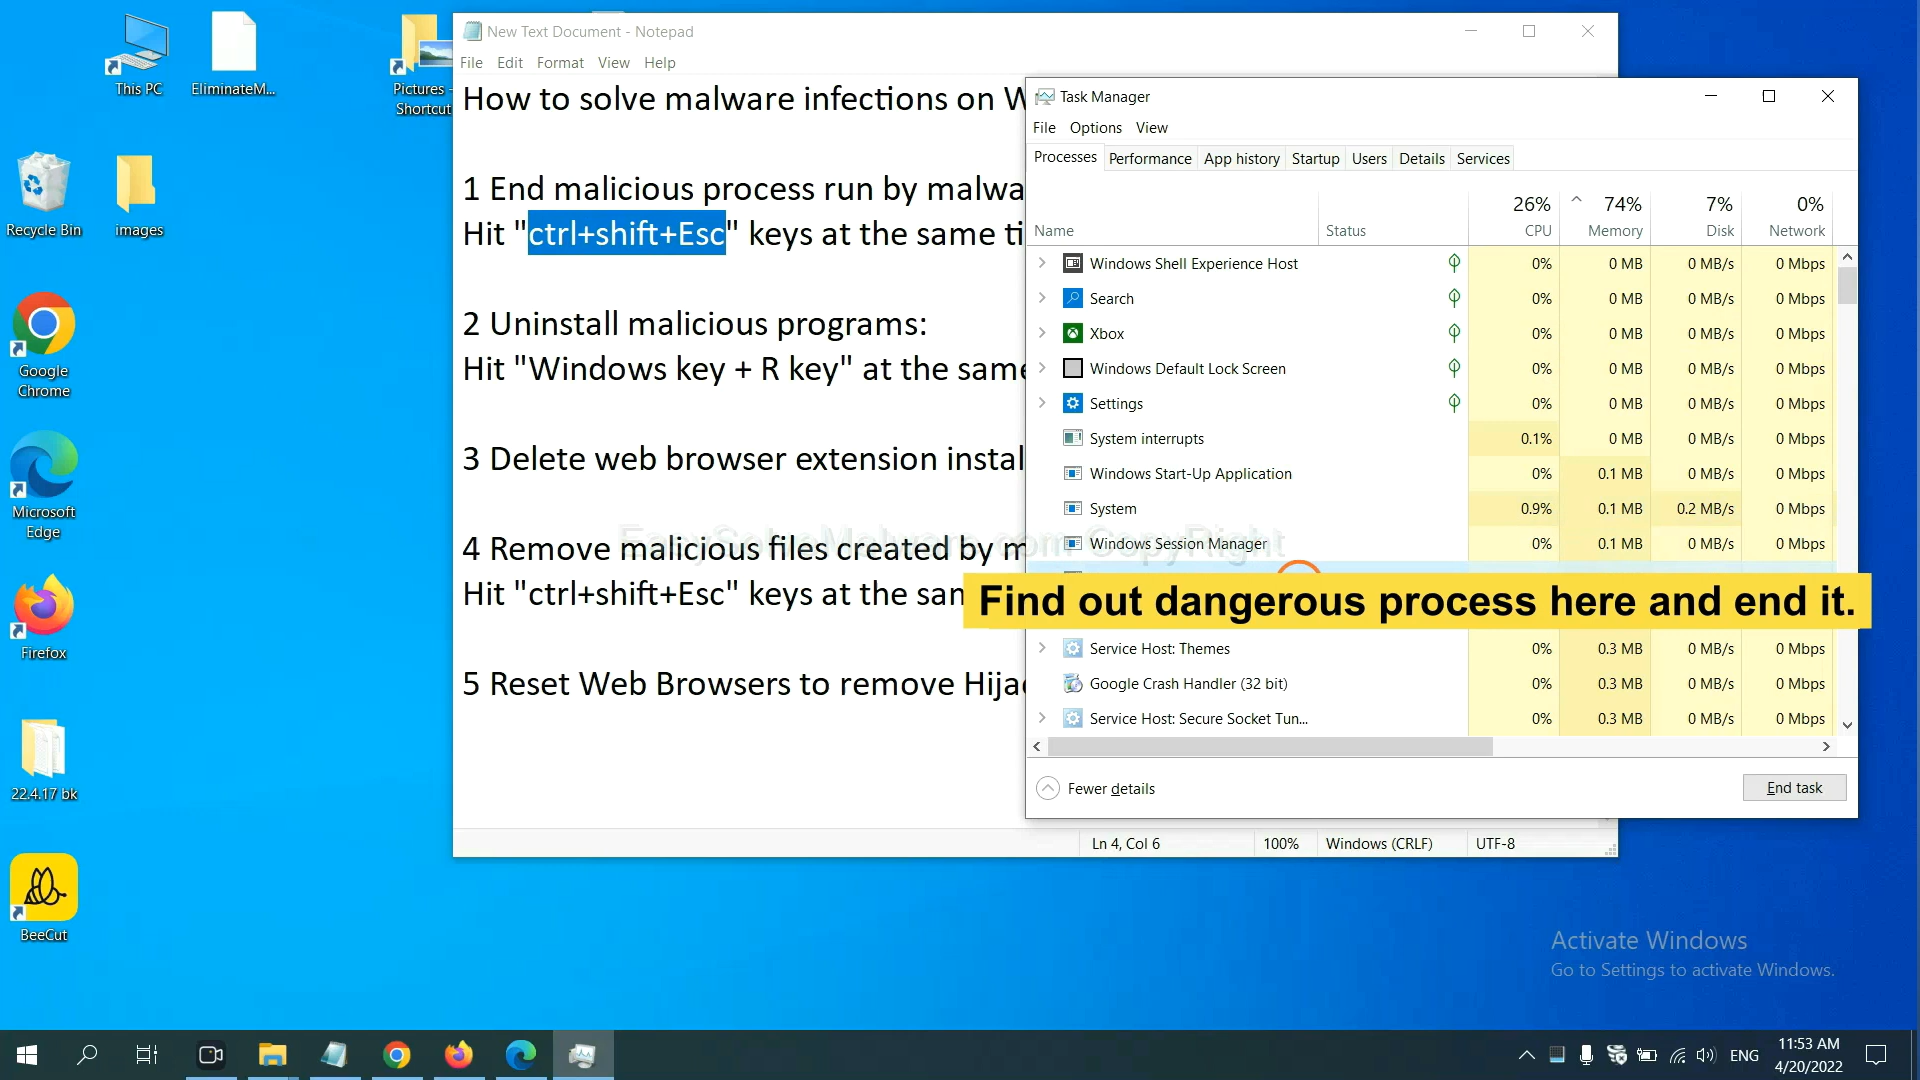 This PC
EliminateM...
Pictures -
Shortcut
Recycle Bin
images
Google
Chrome
Microsoft
Edge
Firefox
22.4.17 bk
BeeCut
New Text Document - Notepad
File Edit Format View Help
How to solve malware infections on W
1 End malicious process run by malwa
Hit "ctrl+shift+Esc" keys at the same ti
2 Uninstall malicious programs:
Hit "Windows key + R key" at the same
3 Delete web browser extension instal
4 Remove malicious files created by m
Hit "ctrl+shift+Esc" keys at the san
5 Reset Web Browsers to remove Hijac
Ln 4, Col 6 100% Windows (CRLF) UTF-8
EasySolveMalware.com CopyRight
Task Manager
File Options View
Processes Performance App history Startup Users Details Services
26% 74% 7% 0%
Name Status CPU Memory Disk Network
Windows Shell Experience Host 0% 0 MB 0 MB/s 0 Mbps
Search 0% 0 MB 0 MB/s 0 Mbps
Xbox 0% 0 MB 0 MB/s 0 Mbps
Windows Default Lock Screen 0% 0 MB 0 MB/s 0 Mbps
Settings 0% 0 MB 0 MB/s 0 Mbps
System interrupts 0.1% 0 MB 0 MB/s 0 Mbps
Windows Start-Up Application 0% 0.1 MB 0 MB/s 0 Mbps
System 0.9% 0.1 MB 0.2 MB/s 0 Mbps
Windows Session Manager 0% 0.1 MB 0 MB/s 0 Mbps
Find out dangerous process here and end it.
Service Host: Themes 0% 0.3 MB 0 MB/s 0 Mbps
Google Crash Handler (32 bit) 0% 0.3 MB 0 MB/s 0 Mbps
Service Host: Secure Socket Tun... 0% 0.3 MB 0 MB/s 0 Mbps
Fewer details
End task
Activate Windows
Go to Settings to activate Windows.
ENG
11:53 AM
4/20/2022